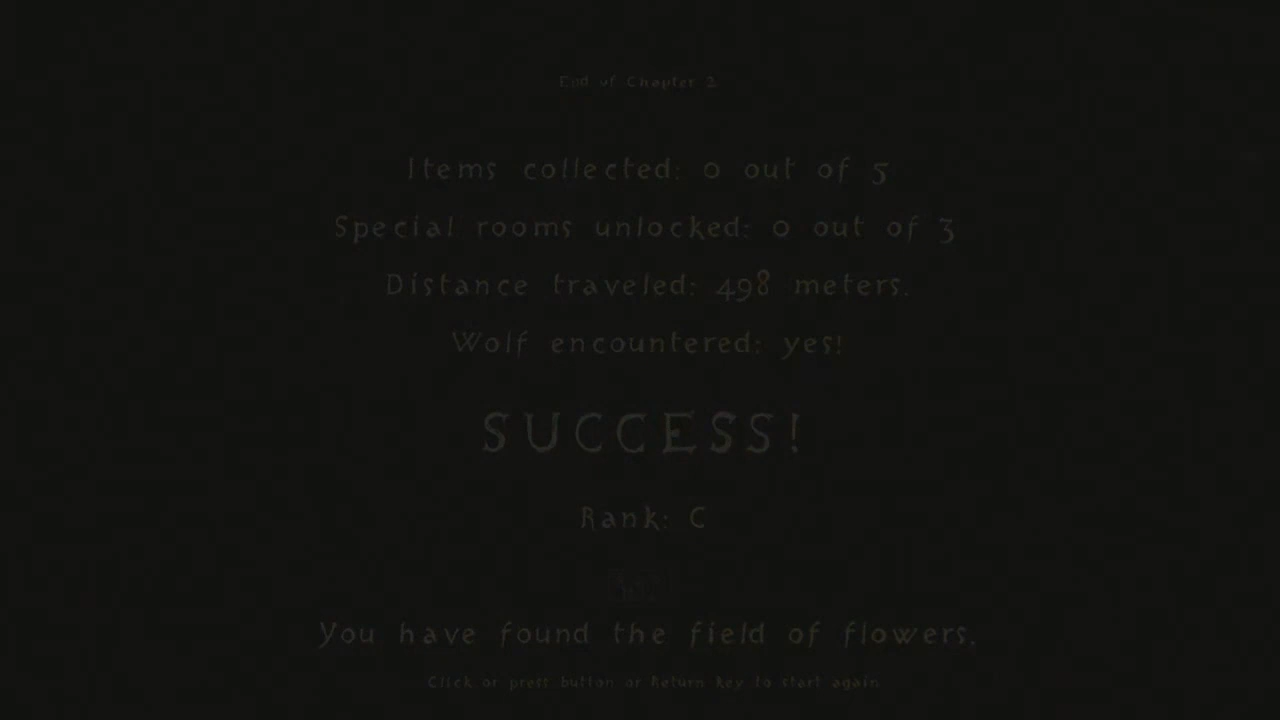 End of Chapter 2
Items collected: 0 out of 5
Special rooms unlocked: 0 out of 3
Distance traveled: 498 meters.
Wolf encountered: yes!
SUCCESS!
Rank: C
You have found the field of flowers.
Click or press button or Return key to start again